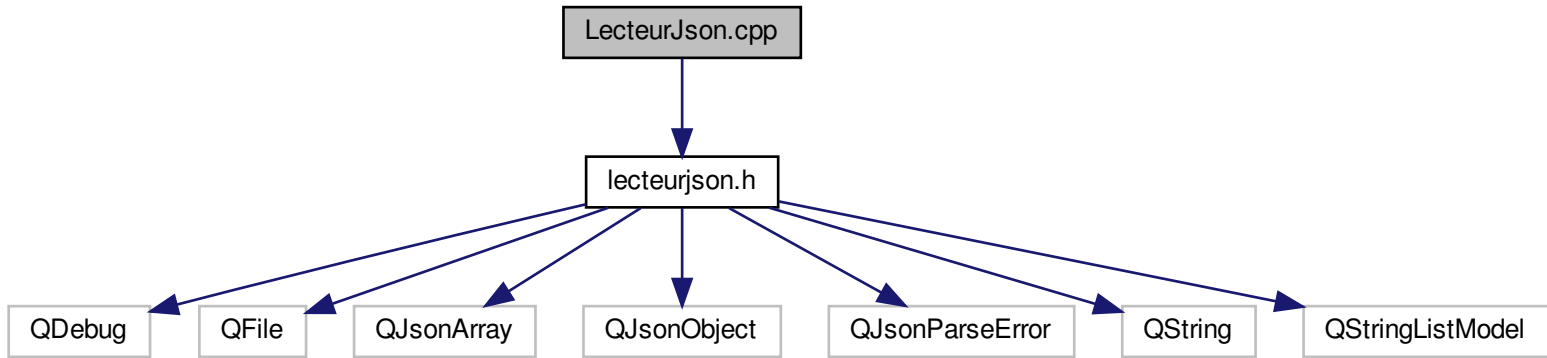 LecteurJson.cpp
lecteurjson.h
QDebug
QFile
QJsonArray
QJsonObject
QJsonParseError
QString
QStringListModel